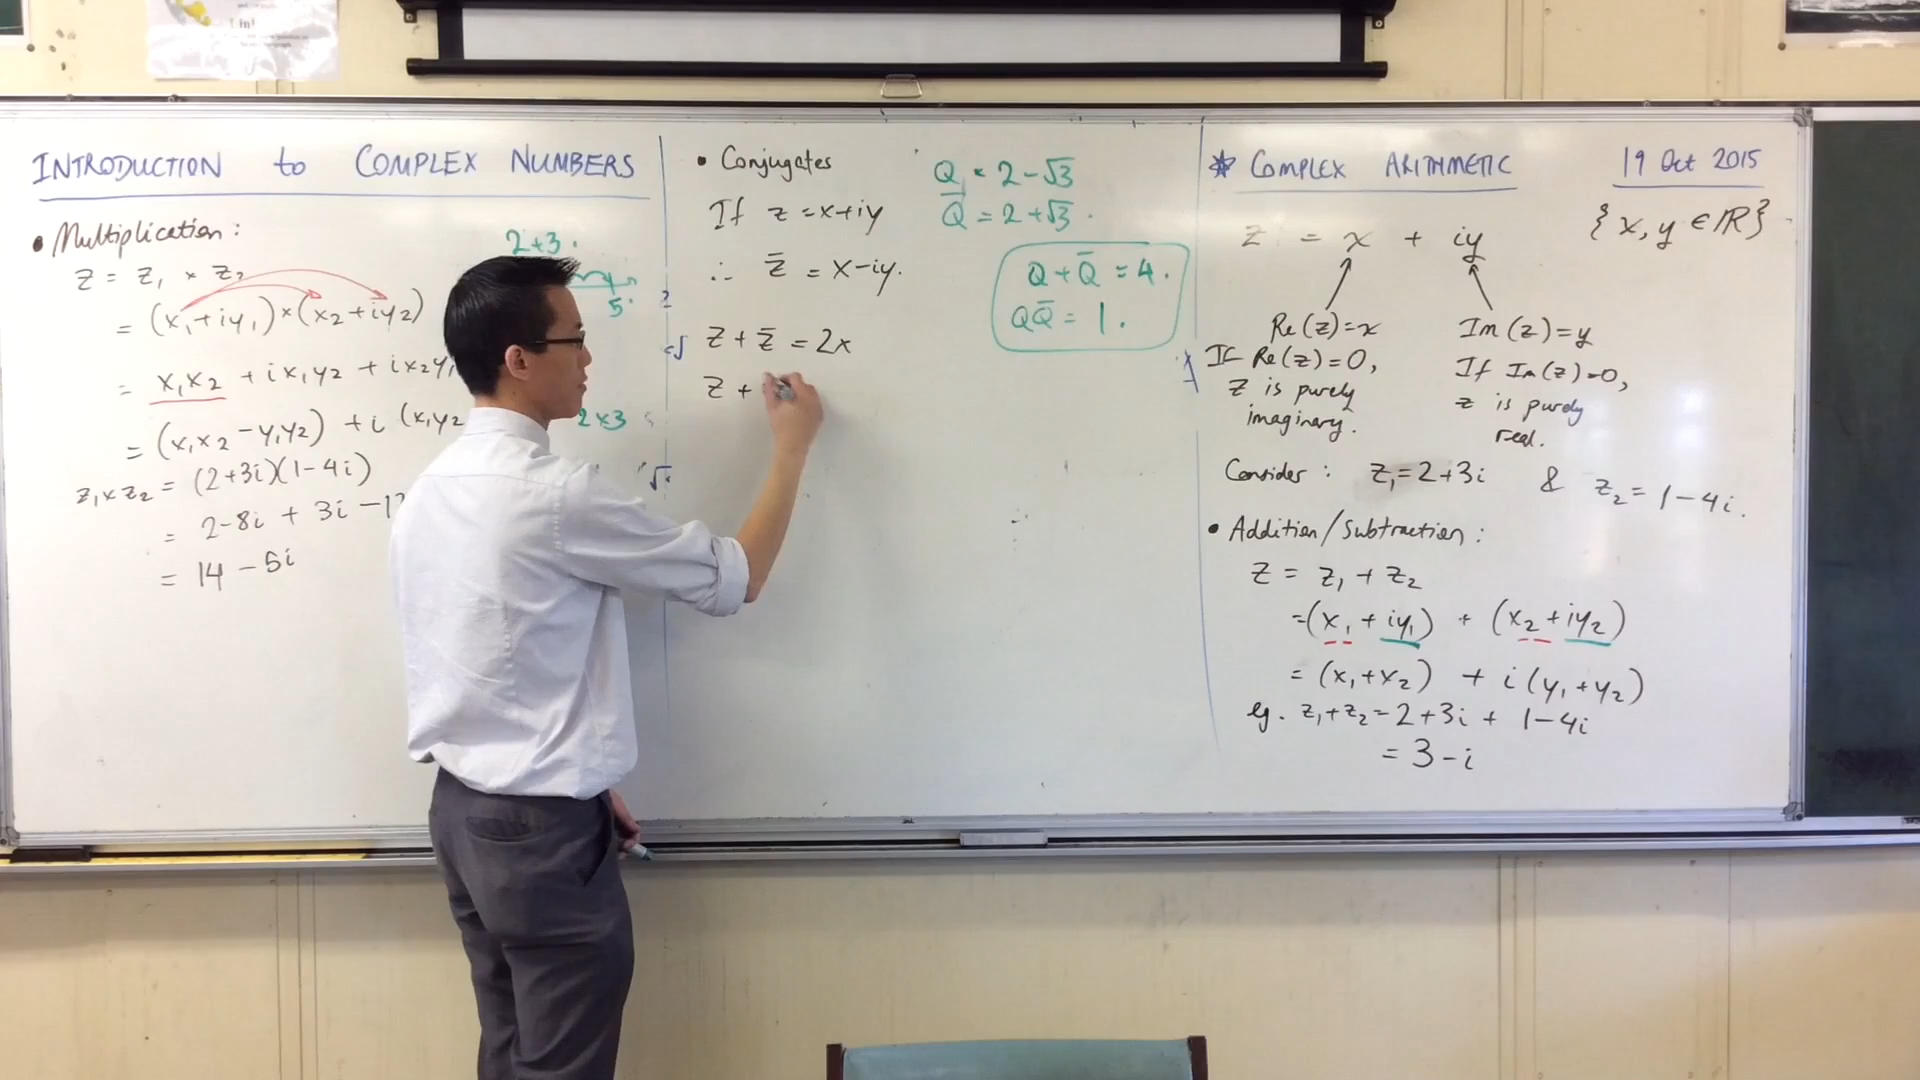 INTRODUCTION to COMPLEX NUMBERS
• Multiplication:
z = z₁ × z₂
= (x₁+iy₁)×(x₂+iy₂)
= x₁x₂ + ix₁y₂ + ix₂y₁
= (x₁x₂ - y₁y₂) + i (x₁y₂
z₁×z₂ = (2+3i)(1-4i)
= 2-8i + 3i -12
= 14 - 5i
2+3.
5.
2×3
• Conjugates
If z = x+iy
∴ z̄ = x-iy.
z + z̄ = 2x
z +
Q = 2-√3
Q̄ = 2+√3.
Q+Q̄ = 4.
QQ̄ = 1.
* COMPLEX ARITHMETIC 19 Oct 2015
z = x + iy {x, y ∈ ℝ}
Re(z)=x
If Re(z)=0,
z is purely
imaginary.
Im(z)=y
If Im(z)=0,
z is purely
real.
Consider: z₁=2+3i & z₂=1-4i.
• Addition/Subtraction:
z = z₁ + z₂
=(x₁ + iy₁) + (x₂+iy₂)
= (x₁+x₂) + i(y₁+y₂)
eg. z₁+z₂=2+3i + 1-4i
= 3-i